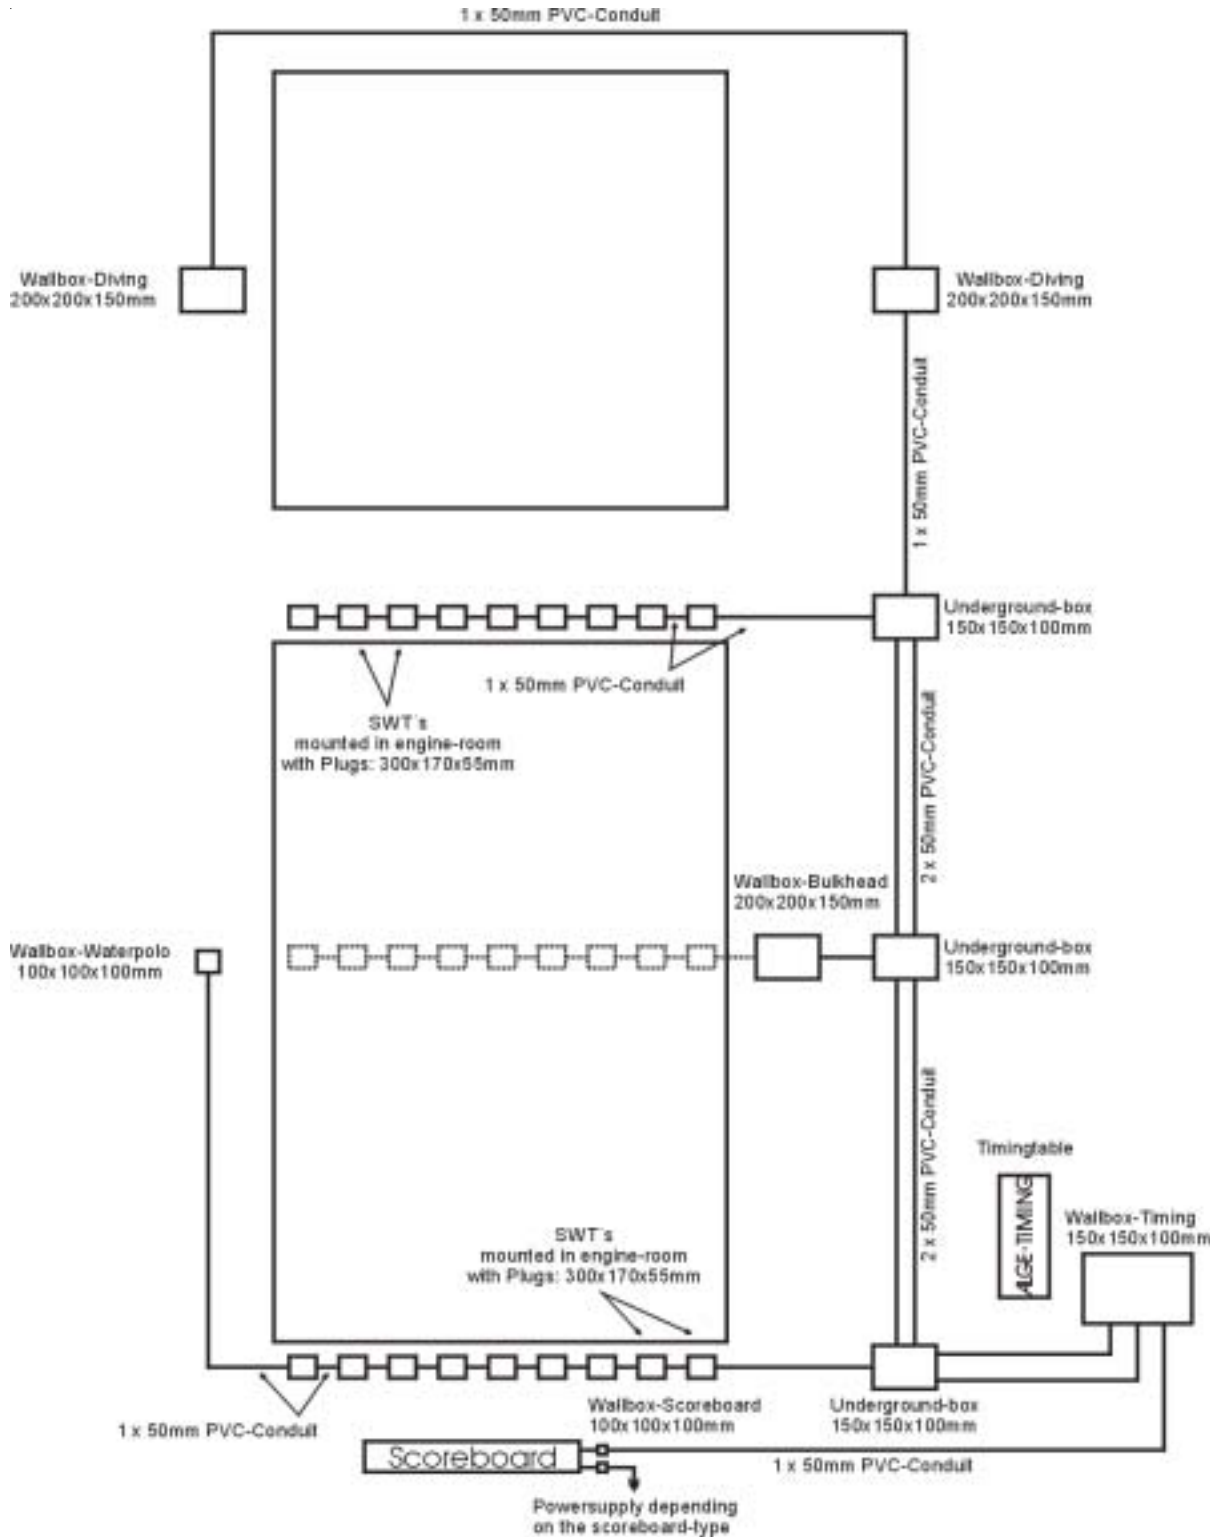 1 x 50mm PVC-Conduit
Wallbox-Diving
200x200x150mm
Wallbox-Diving
200x200x150mm
1 x 50mm PVC-Conduit
Underground-box
150x150x100mm
1 x 50mm PVC-Conduit
SWT´s
mounted in engine-room
with Plugs: 300x170x55mm
2 x 50mm PVC-Conduit
Wallbox-Bulkhead
200x200x150mm
Wallbox-Waterpolo
100x100x100mm
Underground-box
150x150x100mm
2 x 50mm PVC-Conduit
Timingtable
ALGE-TIMING
Wallbox-Timing
150x150x100mm
SWT´s
mounted in engine-room
with Plugs: 300x170x55mm
1 x 50mm PVC-Conduit
Wallbox-Scoreboard
100x100x100mm
Underground-box
150x150x100mm
Scoreboard
1 x 50mm PVC-Conduit
Powersupply depending
on the scoreboard-type